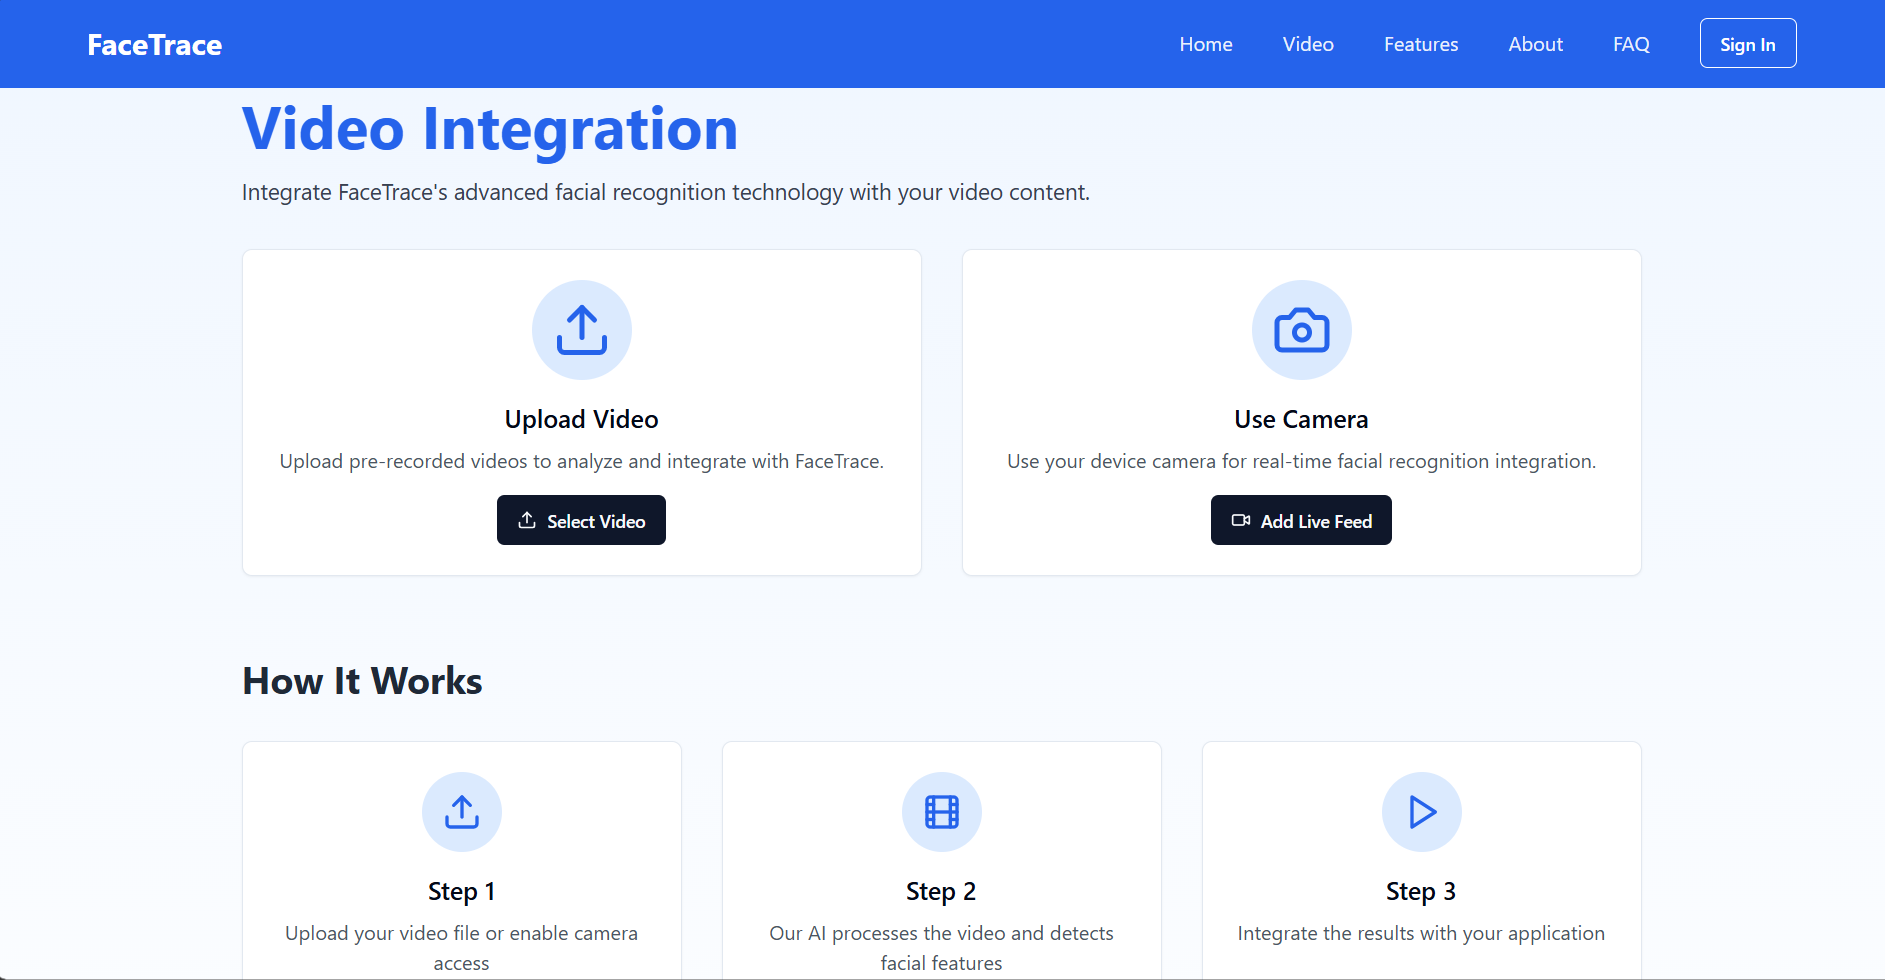 FaceTrace
Home
Video
Features
About
FAQ
Sign In
Video Integration
Integrate FaceTrace's advanced facial recognition technology with your video content.
Upload Video
Upload pre-recorded videos to analyze and integrate with FaceTrace.
Select Video
Use Camera
Use your device camera for real-time facial recognition integration.
Add Live Feed
How It Works
Step 1
Upload your video file or enable camera
access
Step 2
Our AI processes the video and detects
facial features
Step 3
Integrate the results with your application